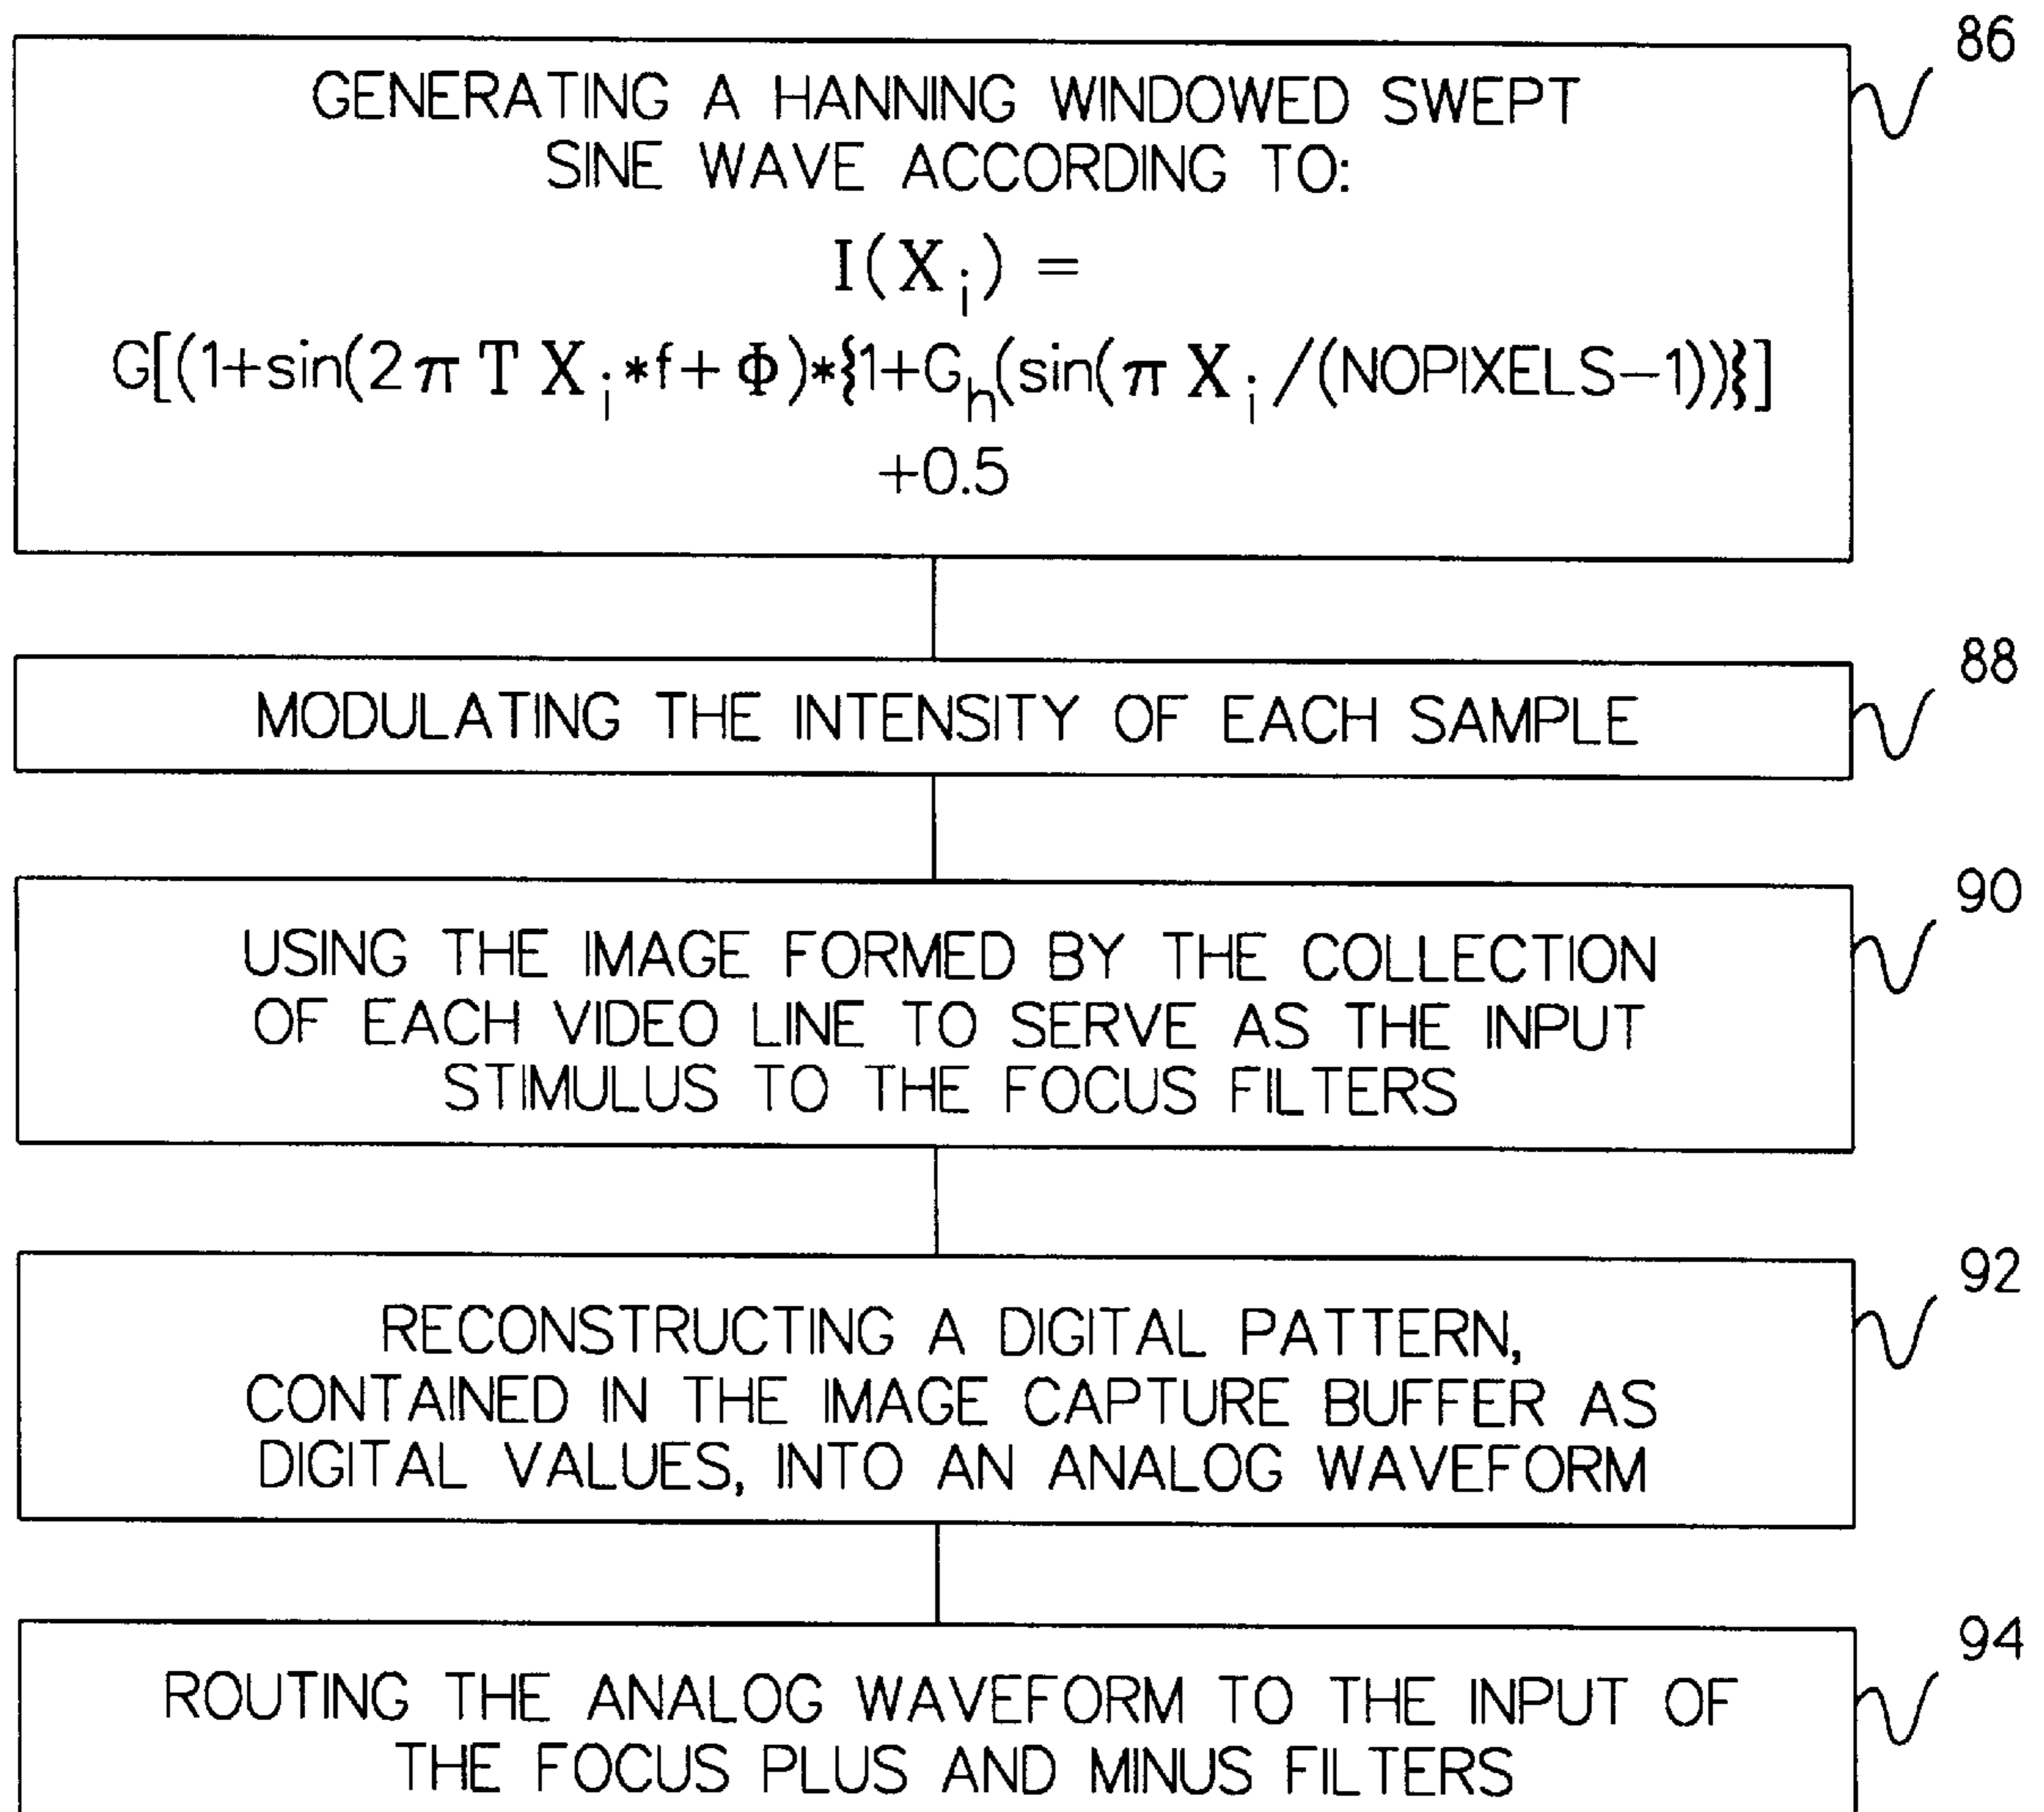 86
GENERATING A HANNING WINDOWED SWEPT
SINE WAVE ACCORDING TO:
I(X_i) =
G[(1+sin(2 π T X_i *f+ Φ)*{1+G_h(sin(π X_i /(NOPIXELS−1))}]
+0.5
88
MODULATING THE INTENSITY OF EACH SAMPLE
90
USING THE IMAGE FORMED BY THE COLLECTION
OF EACH VIDEO LINE TO SERVE AS THE INPUT
STIMULUS TO THE FOCUS FILTERS
92
RECONSTRUCTING A DIGITAL PATTERN,
CONTAINED IN THE IMAGE CAPTURE BUFFER AS
DIGITAL VALUES, INTO AN ANALOG WAVEFORM
94
ROUTING THE ANALOG WAVEFORM TO THE INPUT OF
THE FOCUS PLUS AND MINUS FILTERS